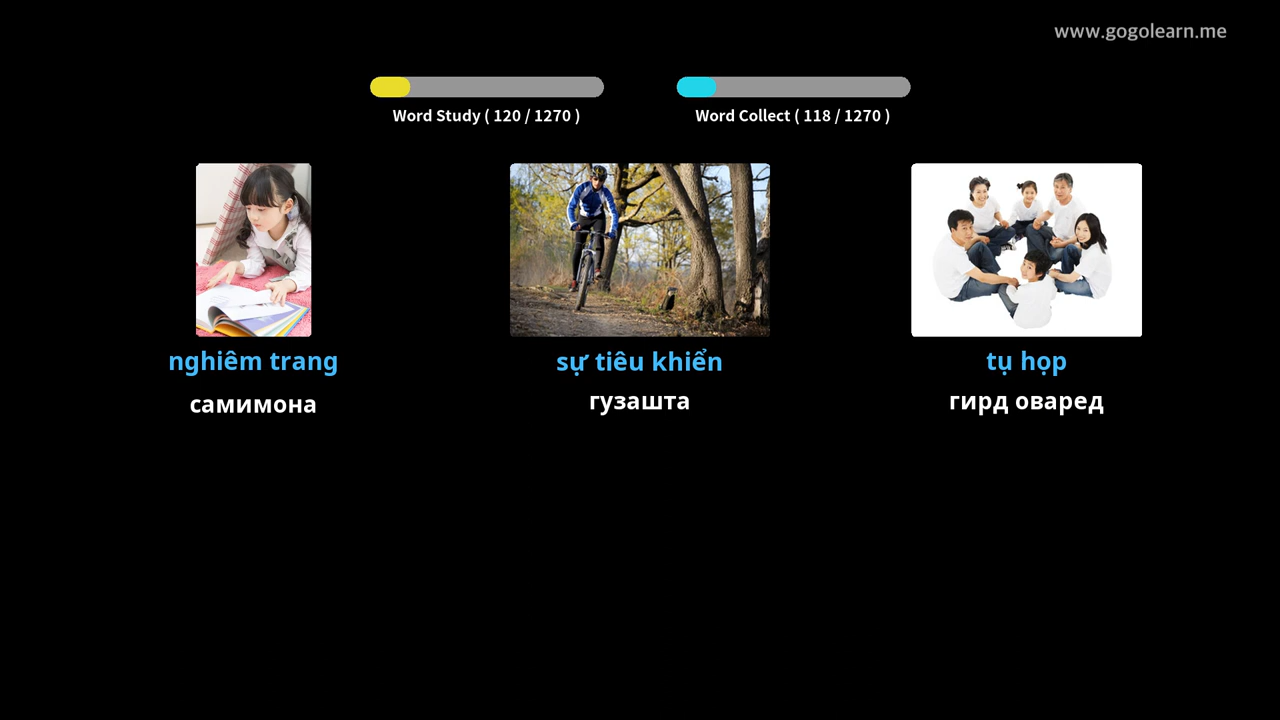 www.gogolearn.me
Word Study ( 120 / 1270 )
Word Collect ( 118 / 1270 )
nghiêm trang
самимона
sự tiêu khiển
гузашта
tụ họp
гирд оваред